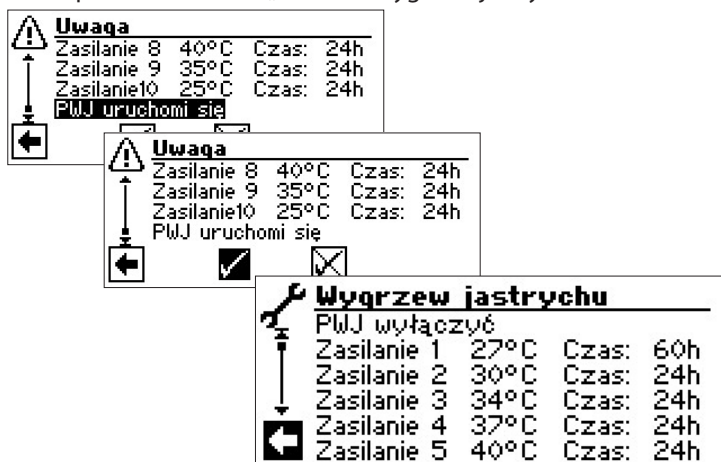 Uwaga
Zasilanie 8 40°C Czas: 24h
Zasilanie 9 35°C Czas: 24h
Zasilanie10 25°C Czas: 24h
PWJ uruchomi się
Uwaga
Zasilanie 8 40°C Czas: 24h
Zasilanie 9 35°C Czas: 24h
Zasilanie10 25°C Czas: 24h
PWJ uruchomi się
Wygrzew jastrychu
PWJ wyłączyć
Zasilanie 1 27°C Czas: 60h
Zasilanie 2 30°C Czas: 24h
Zasilanie 3 34°C Czas: 24h
Zasilanie 4 37°C Czas: 24h
Zasilanie 5 40°C Czas: 24h